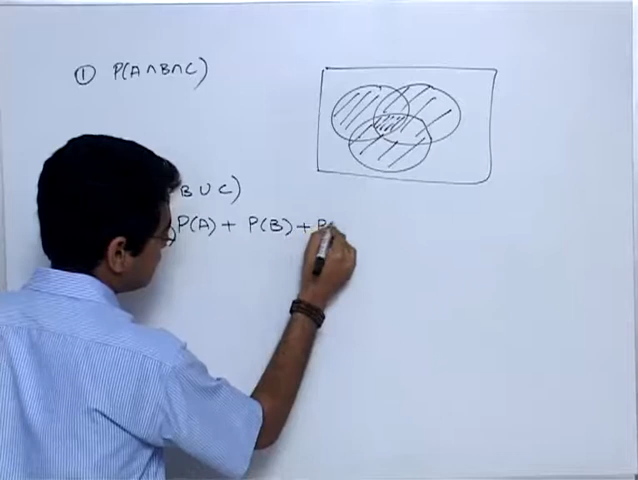 ① P(A∩B∩C)
B ∪ C)
P(A) + P(B) + P